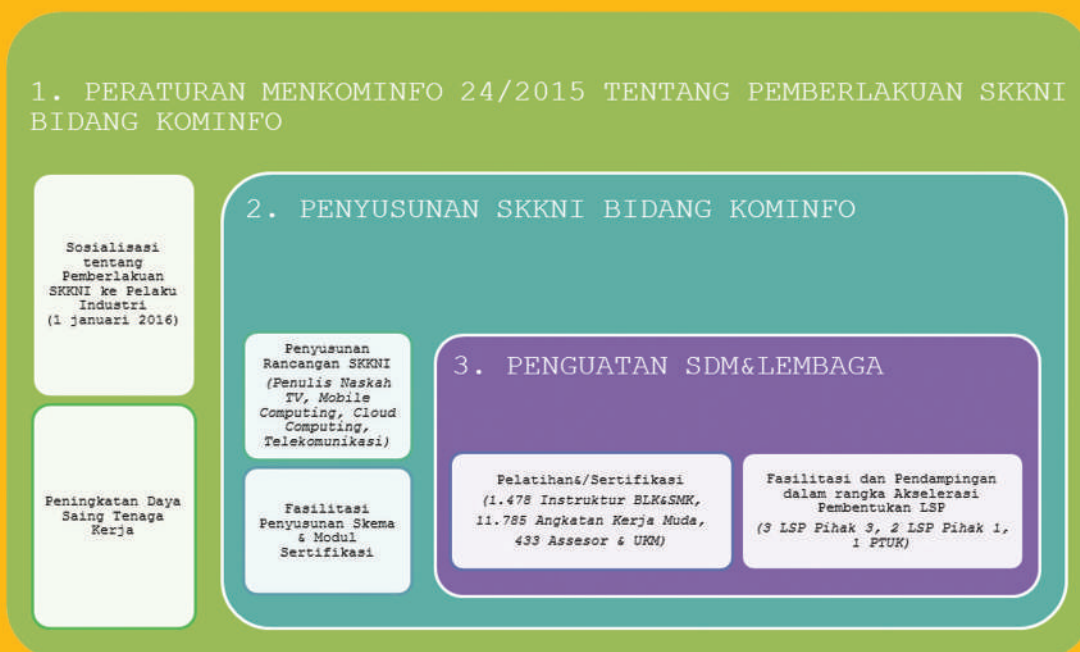 1. PERATURAN MENKOMINFO 24/2015 TENTANG PEMBERLAKUAN SKKNI
BIDANG KOMINFO
Sosialisasi
tentang
Pemberlakuan
SKKNI ke Pelaku
Industri
(1 januari 2016)
Peningkatan Daya
Saing Tenaga
Kerja
2. PENYUSUNAN SKKNI BIDANG KOMINFO
Penyusunan
Rancangan SKKNI
(Penulis Naskah
TV, Mobile
Computing, Cloud
Computing,
Telekomunikasi)
Fasilitasi
Penyusunan Skema
& Modul
Sertifikasi
3. PENGUATAN SDM&LEMBAGA
Pelatihan&/Sertifikasi
(1.478 Instruktur BLK&SMK,
11.785 Angkatan Kerja Muda,
433 Assesor & UKM)
Fasilitasi dan Pendampingan
dalam rangka Akselerasi
Pembentukan LSP
(3 LSP Pihak 3, 2 LSP Pihak 1,
1 PTUK)